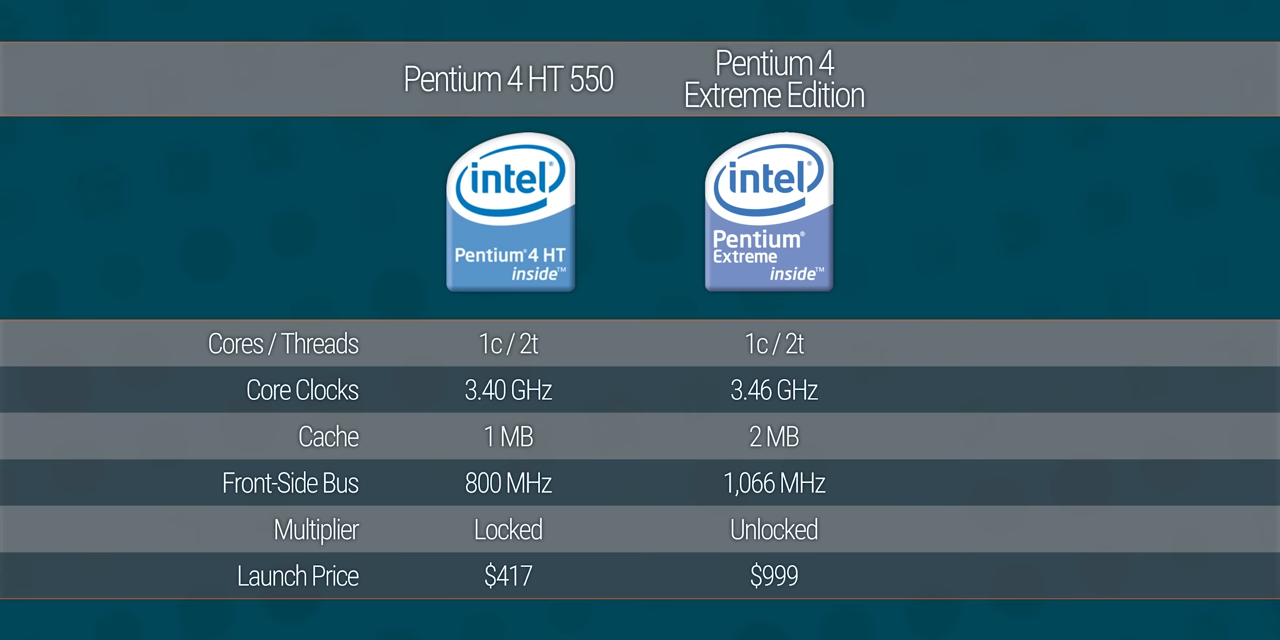 Pentium 4 HT 550
Pentium 4
Extreme Edition
intel®
Pentium® 4 HT
inside™
intel®
Pentium®
Extreme
inside™
Cores / Threads 1c / 2t 1c / 2t
Core Clocks 3.40 GHz 3.46 GHz
Cache 1 MB 2 MB
Front-Side Bus 800 MHz 1,066 MHz
Multiplier Locked Unlocked
Launch Price $417 $999